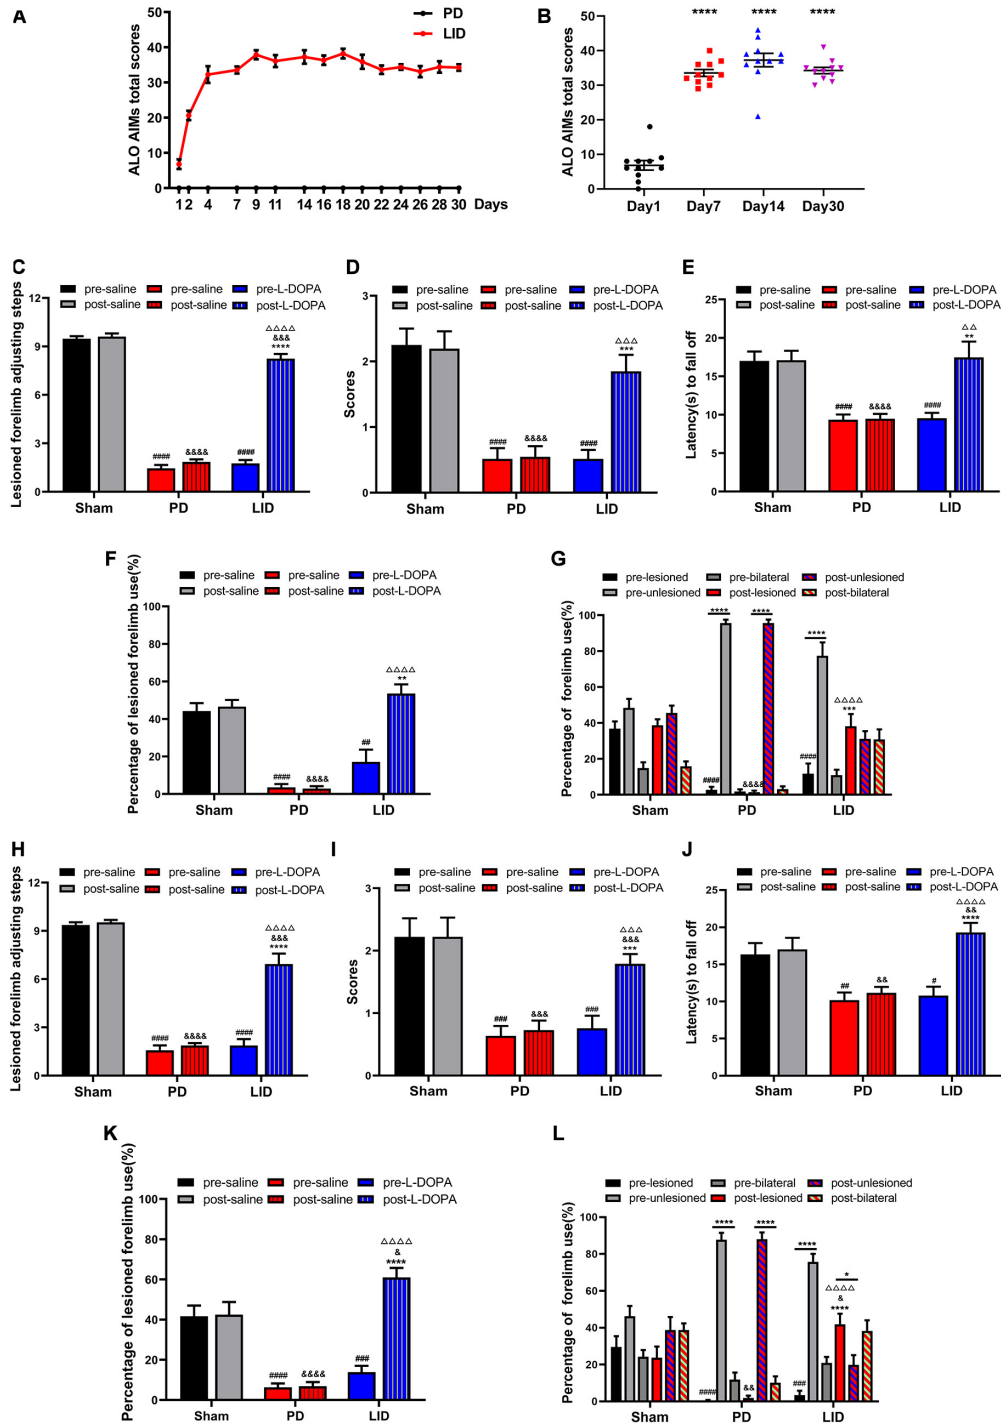 A
PD
LID
ALO AIMs total scores
50
40
30
20
10
0
1 2 4 7 9 11 14 16 18 20 22 24 26 28 30 Days
B
**** **** ****
ALO AIMs total scores
50
40
30
20
10
0
Day1 Day7 Day14 Day30
C
pre-saline pre-saline pre-L-DOPA
post-saline post-saline post-L-DOPA
Lesioned forelimb adjusting steps
12
9
6
3
0
△△△△
&&&
****
#### &&&& ####
Sham PD LID
D
pre-saline pre-saline pre-L-DOPA
post-saline post-saline post-L-DOPA
Scores
3
2
1
0
△△△
***
#### &&&& ####
Sham PD LID
E
pre-saline pre-saline pre-L-DOPA
post-saline post-saline post-L-DOPA
Latency(s) to fall off
25
20
15
10
5
0
△△
**
#### &&&& ####
Sham PD LID
F
pre-saline pre-saline pre-L-DOPA
post-saline post-saline post-L-DOPA
Percentage of lesioned forelimb use(%)
100
80
60
40
20
0
△△△△
**
##
#### &&&&
Sham PD LID
G
pre-lesioned pre-bilateral post-unlesioned
pre-unlesioned post-lesioned post-bilateral
Percentage of forelimb use(%)
100
80
60
40
20
0
**** ****
****
△△△△
***
####
#### &&&&
Sham PD LID
H
pre-saline pre-saline pre-L-DOPA
post-saline post-saline post-L-DOPA
Lesioned forelimb adjusting steps
12
9
6
3
0
△△△△
&&&
****
#### &&&& ####
Sham PD LID
I
pre-saline pre-saline pre-L-DOPA
post-saline post-saline post-L-DOPA
Scores
3
2
1
0
△△△
&&&
***
### &&& ###
Sham PD LID
J
pre-saline pre-saline pre-L-DOPA
post-saline post-saline post-L-DOPA
Latency(s) to fall off
25
20
15
10
5
0
△△△△
&&
****
## && #
Sham PD LID
K
pre-saline pre-saline pre-L-DOPA
post-saline post-saline post-L-DOPA
Percentage of lesioned forelimb use(%)
100
80
60
40
20
0
△△△△
&
****
###
#### &&&&
Sham PD LID
L
pre-lesioned pre-bilateral post-unlesioned
pre-unlesioned post-lesioned post-bilateral
Percentage of forelimb use(%)
100
80
60
40
20
0
**** ****
****
*
△△△△
&
****
#### && ###
Sham PD LID